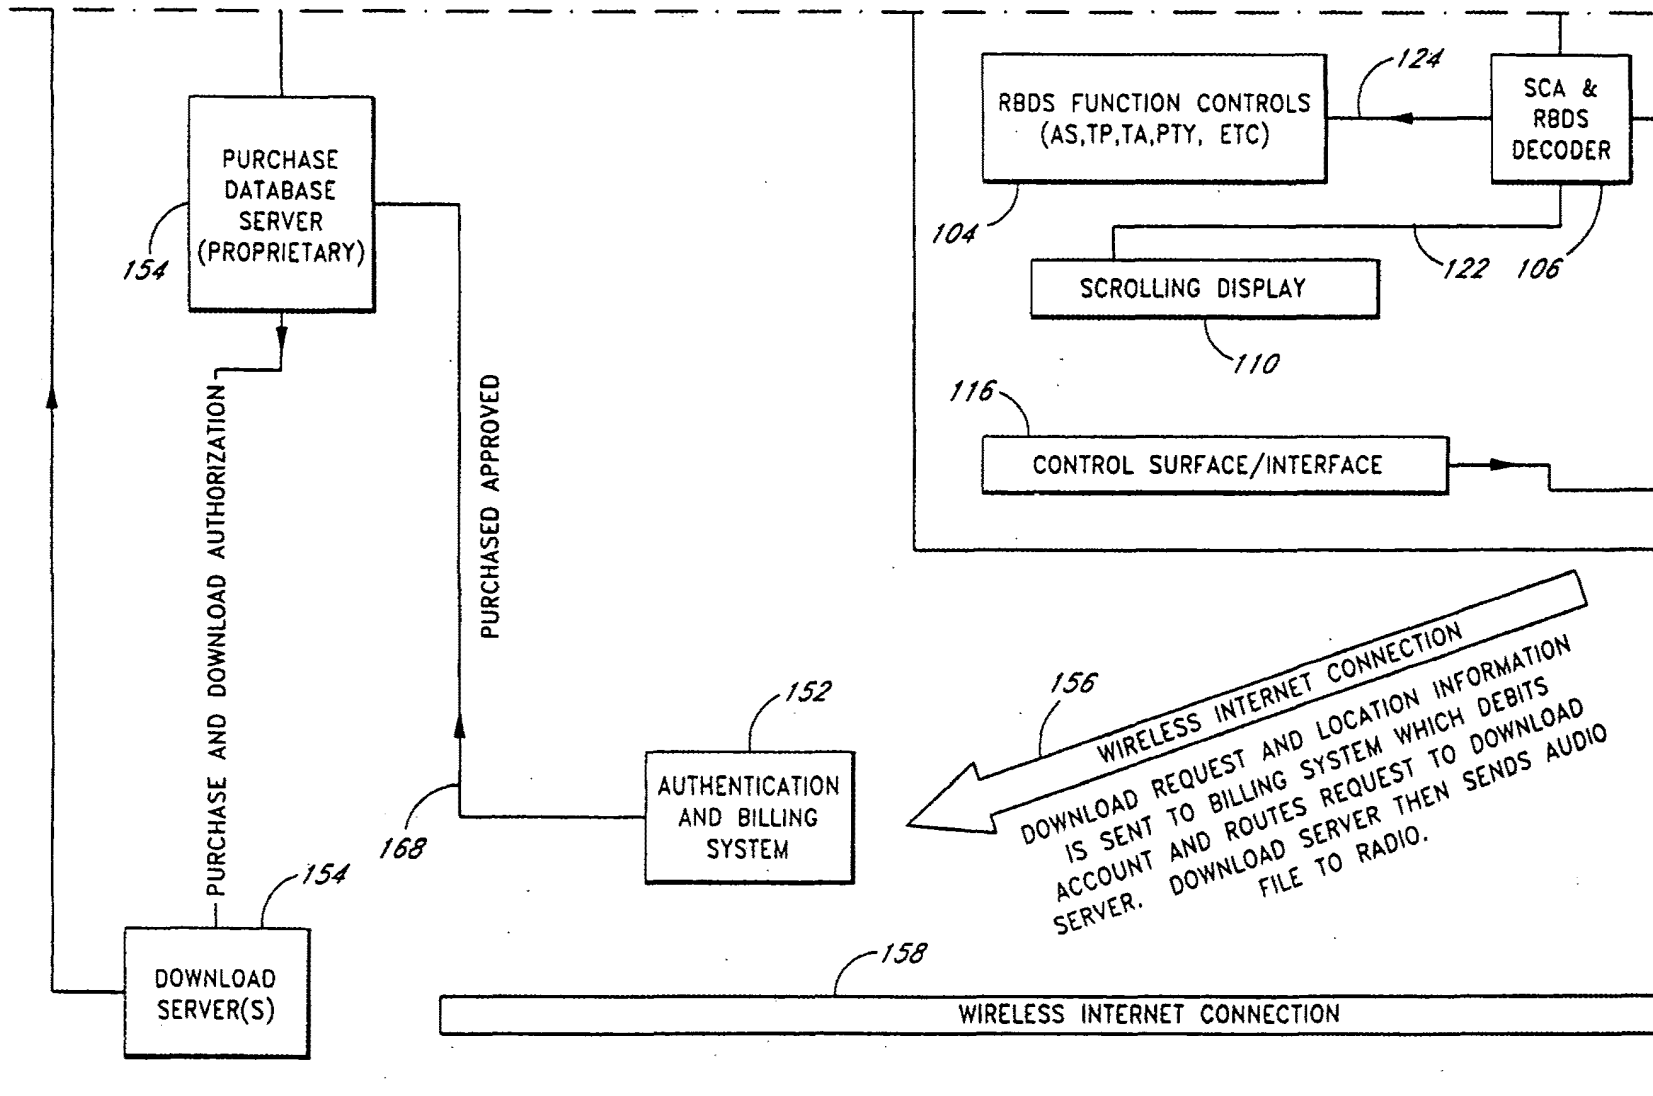 124
RBDS FUNCTION CONTROLS
(AS,TP,TA,PTY, ETC)
SCA &
RBDS
DECODER
PURCHASE
DATABASE
SERVER
(PROPRIETARY)
154
104
122
106
SCROLLING DISPLAY
110
116
CONTROL SURFACE/INTERFACE
PURCHASE AND DOWNLOAD AUTHORIZATION
PURCHASED APPROVED
156
WIRELESS INTERNET CONNECTION
DOWNLOAD REQUEST AND LOCATION INFORMATION
IS SENT TO BILLING SYSTEM WHICH DEBITS
ACCOUNT AND ROUTES REQUEST TO DOWNLOAD
SERVER. DOWNLOAD SERVER THEN SENDS AUDIO
FILE TO RADIO.
152
AUTHENTICATION
AND BILLING
SYSTEM
168
154
DOWNLOAD
SERVER(S)
158
WIRELESS INTERNET CONNECTION